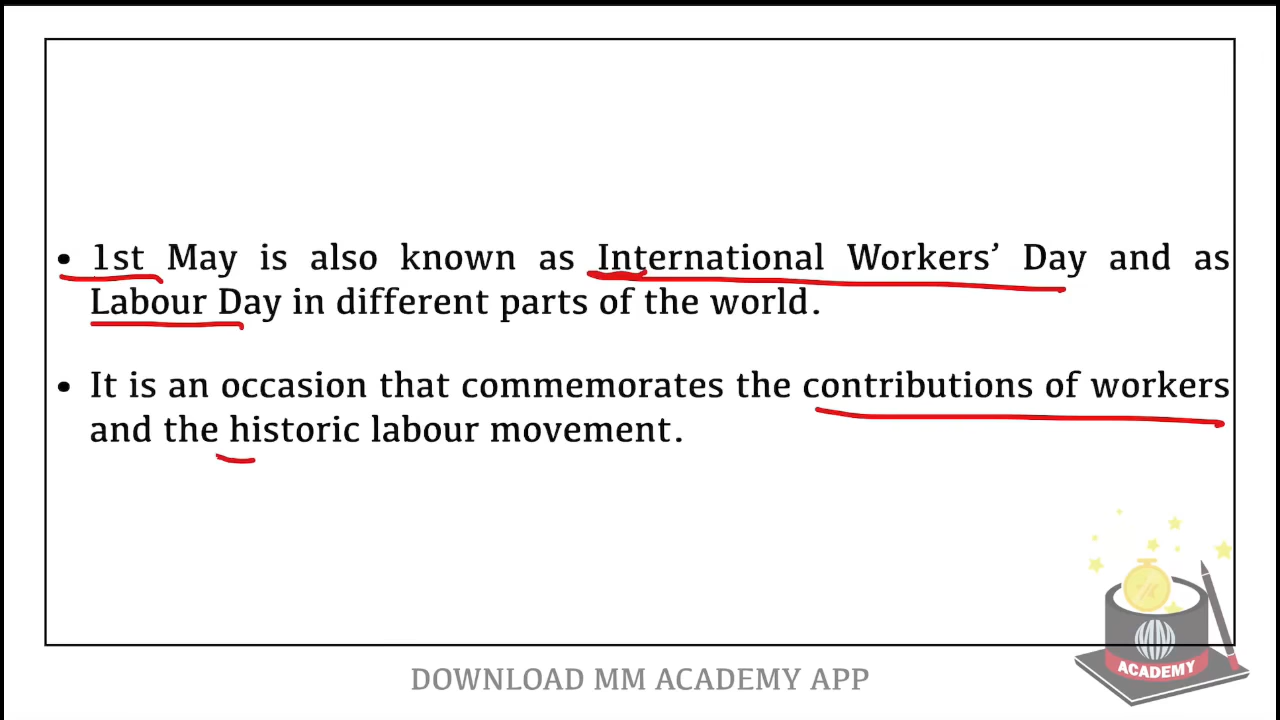 • 1st May is also known as International Workers’ Day and as
Labour Day in different parts of the world.
• It is an occasion that commemorates the contributions of workers
and the historic labour movement.
MN
ACADEMY
DOWNLOAD MM ACADEMY APP